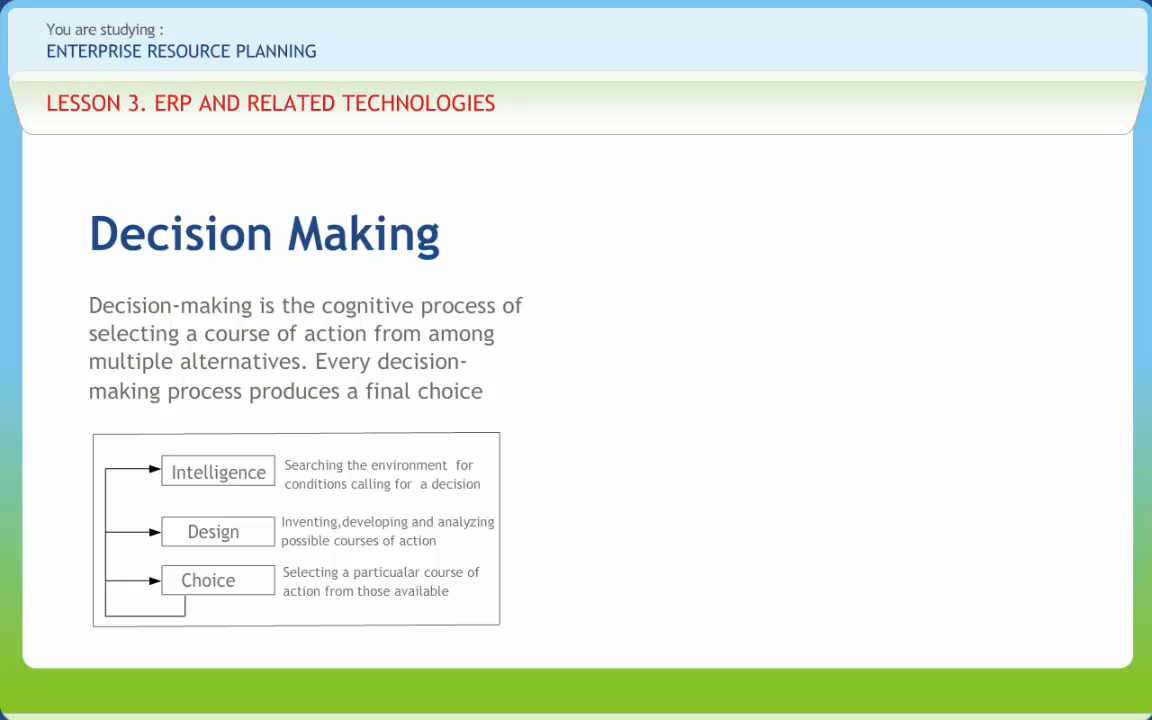 You are studying :
ENTERPRISE RESOURCE PLANNING
LESSON 3. ERP AND RELATED TECHNOLOGIES
Decision Making
Decision-making is the cognitive process of
selecting a course of action from among
multiple alternatives. Every decision-
making process produces a final choice
Intelligence
Searching the environment for
conditions calling for a decision
Design
Inventing,developing and analyzing
possible courses of action
Choice
Selecting a particualar course of
action from those available